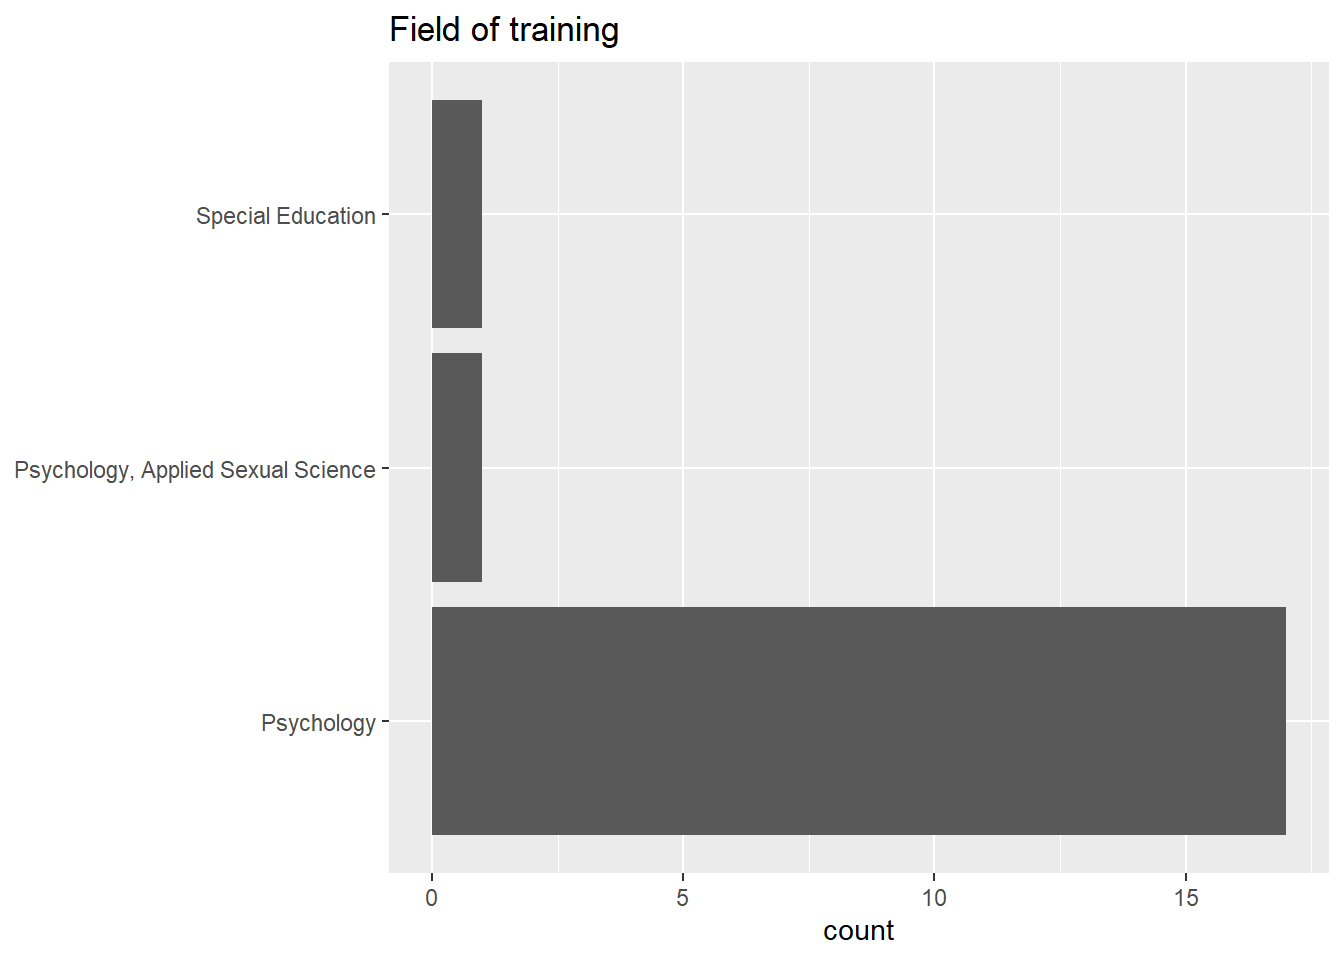 Field of training
Special Education
Psychology, Applied Sexual Science
Psychology
0 5 10 15
count